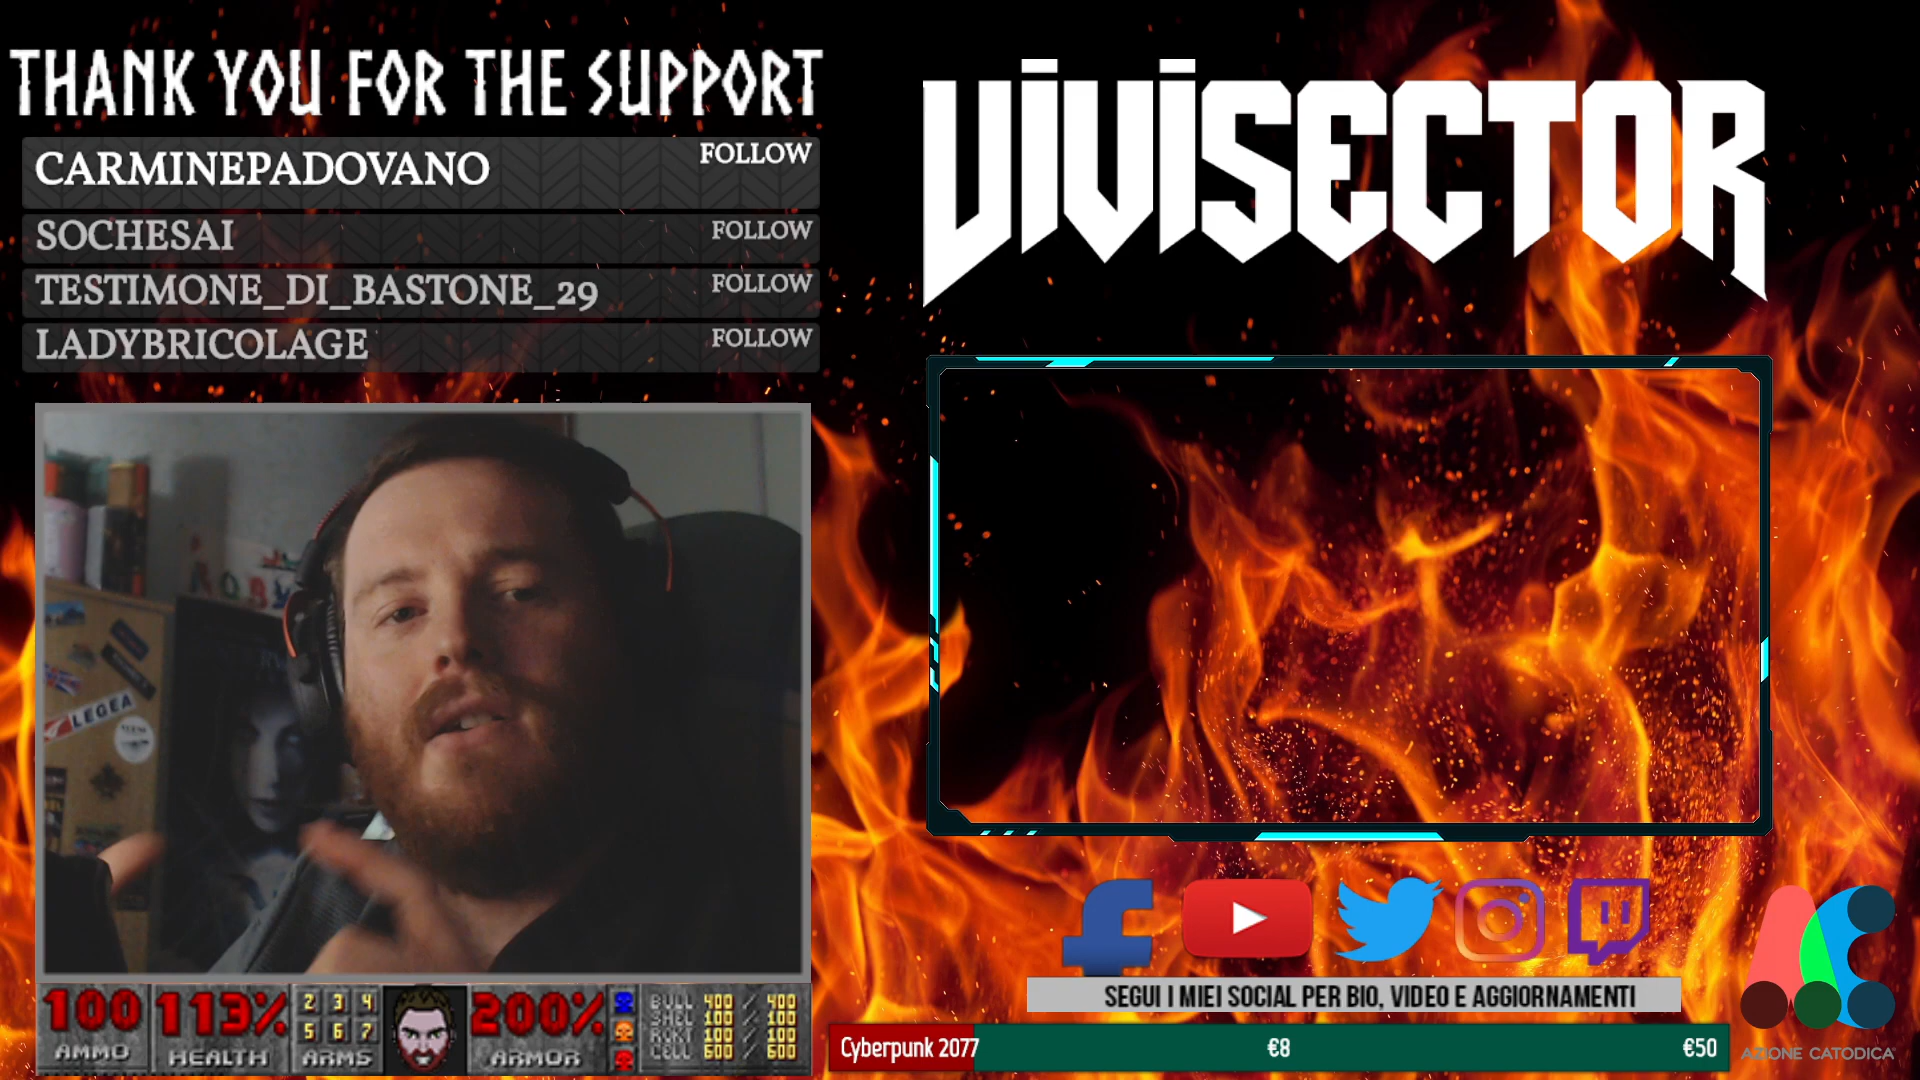 THANK YOU FOR THE SUPPORT
CARMINEPADOVANO FOLLOW
SOCHESAI FOLLOW
TESTIMONE_DI_BASTONE_29 FOLLOW
LADYBRICOLAGE FOLLOW
VIVISECTOR
LEGEA
100
AMMO
113%
HEALTH
2 3 4
5 6 7
ARMS
200%
ARMOR
BULL 400 / 400
SHEL 100 / 100
RCKT 100 / 100
CELL 600 / 600
SEGUI I MIEI SOCIAL PER BIO, VIDEO E AGGIORNAMENTI
Cyberpunk 2077 €8 €50
AZIONE CATODICA